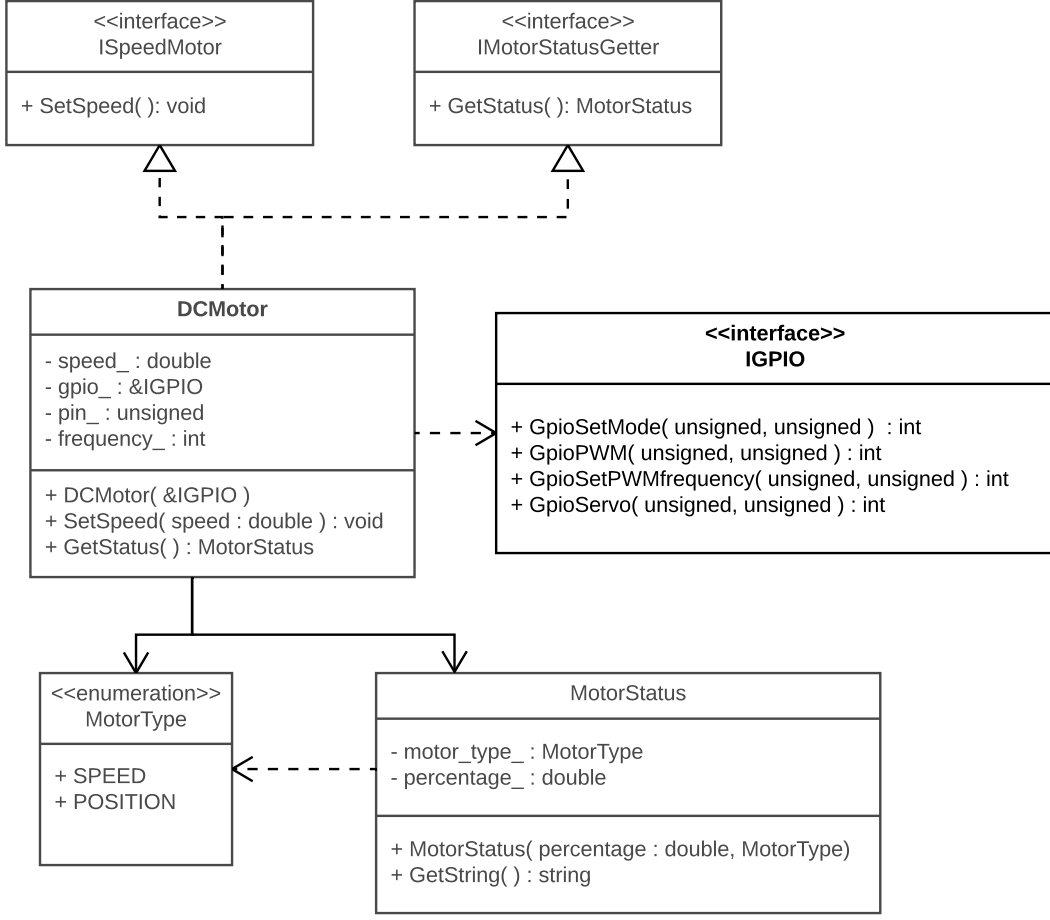 <<interface>>
ISpeedMotor
+ SetSpeed( ): void
<<interface>>
IMotorStatusGetter
+ GetStatus( ): MotorStatus
DCMotor
- speed_ : double
- gpio_ : &IGPIO
- pin_ : unsigned
- frequency_ : int
+ DCMotor( &IGPIO )
+ SetSpeed( speed : double ) : void
+ GetStatus( ) : MotorStatus
<<interface>>
IGPIO
+ GpioSetMode( unsigned, unsigned )  : int
+ GpioPWM( unsigned, unsigned ) : int
+ GpioSetPWMfrequency( unsigned, unsigned ) : int
+ GpioServo( unsigned, unsigned ) : int
<<enumeration>>
MotorType
+ SPEED
+ POSITION
MotorStatus
- motor_type_ : MotorType
- percentage_ : double
+ MotorStatus( percentage : double, MotorType)
+ GetString( ) : string